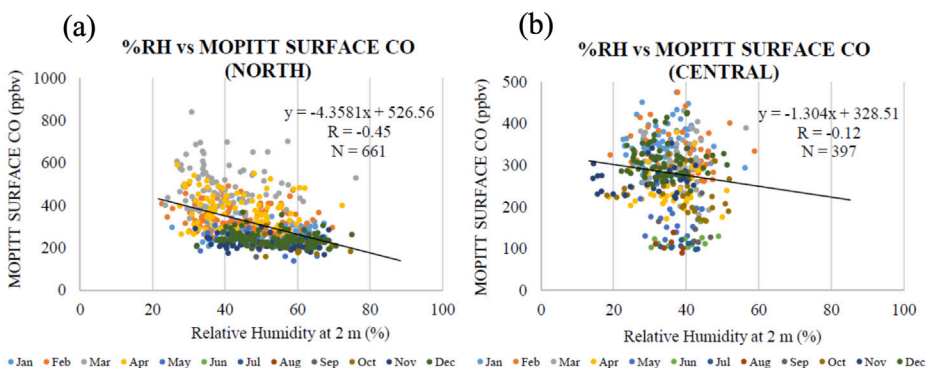 (a)
%RH vs MOPITT SURFACE CO
(NORTH)
MOPITT SURFACE CO (ppbv)
1000
800
600
400
200
0
y = -4.3581x + 526.56
R = -0.45
N = 661
0 20 40 60 80 100
Relative Humidity at 2 m (%)
Jan Feb Mar Apr May Jun Jul Aug Sep Oct Nov Dec
(b)
%RH vs MOPITT SURFACE CO
(CENTRAL)
MOPITT SURFACE CO (ppbv)
500
400
300
200
100
0
y = -1.304x + 328.51
R = -0.12
N = 397
0 20 40 60 80 100
Relative Humidity at 2 m (%)
Jan Feb Mar Apr May Jun Jul Aug Sep Oct Nov Dec